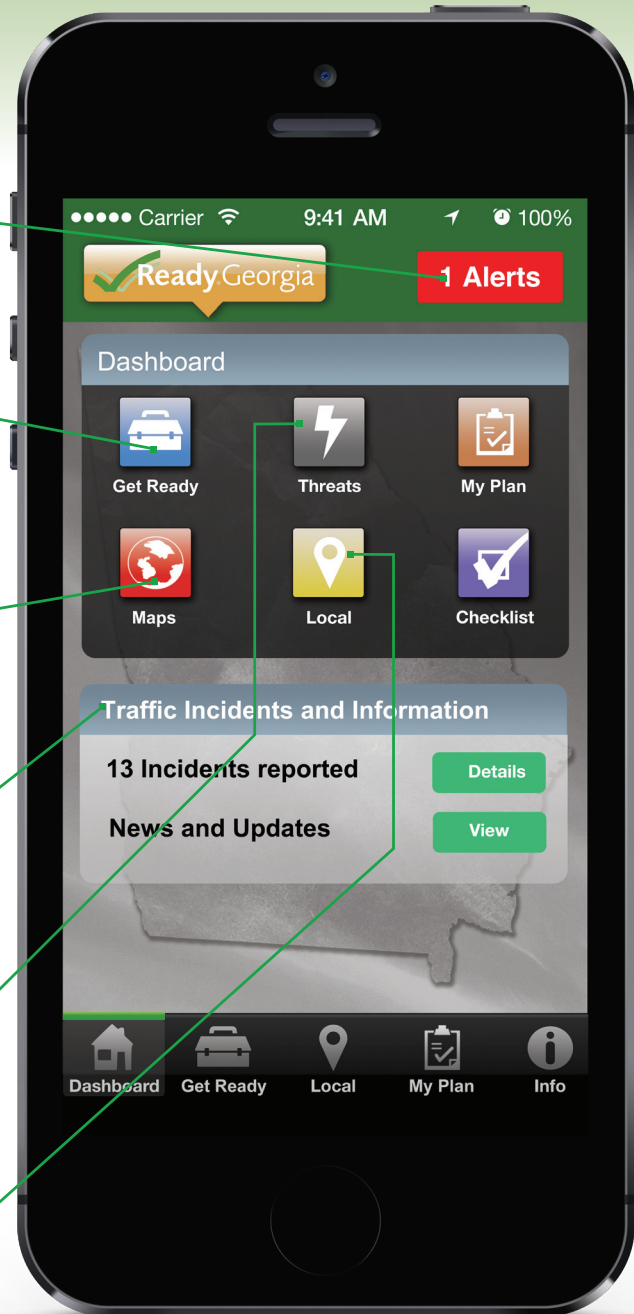 Carrier 9:41 AM 100%
Ready Georgia 1 Alerts
Dashboard
Get Ready Threats My Plan
Maps Local Checklist
Traffic Incidents and Information
13 Incidents reported Details
News and Updates View
Dashboard Get Ready Local My Plan Info